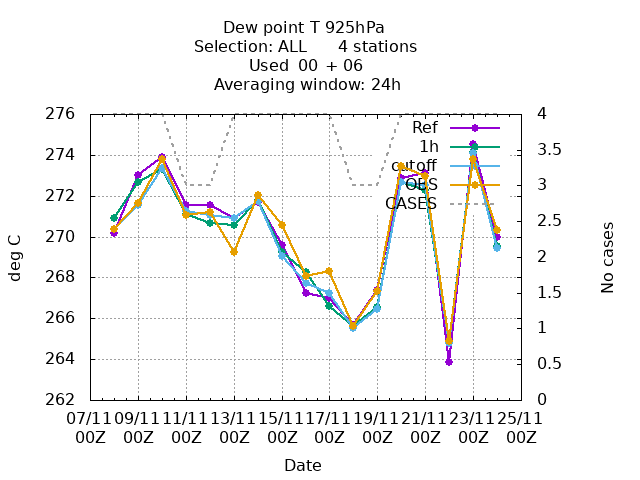 Dew point T 925hPa
Selection: ALL 4 stations
Used 00 + 06
Averaging window: 24h
276
274
272
270
268
266
264
262
deg C
4
3.5
3
2.5
2
1.5
1
0.5
0
No cases
Ref
1h
cutoff
OES
CASES
07/11 09/11 11/11 13/11 15/11 17/11 19/11 21/11 23/11 25/11
00Z 00Z 00Z 00Z 00Z 00Z 00Z 00Z 00Z 00Z
Date